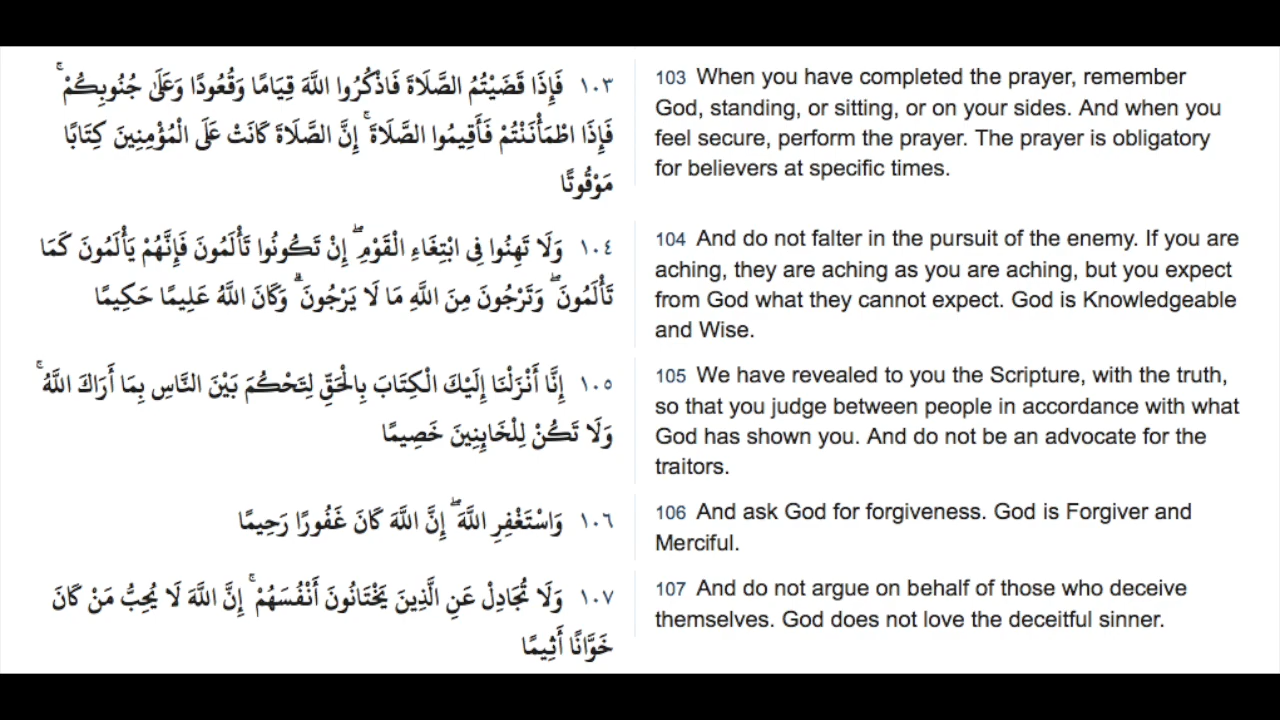 ١٠٣ فَإِذَا قَضَيْتُمُ الصَّلَاةَ فَاذْكُرُوا اللَّهَ قِيَامًا وَقُعُودًا وَعَلَىٰ جُنُوبِكُمْ ۚ
فَإِذَا اطْمَأْنَنْتُمْ فَأَقِيمُوا الصَّلَاةَ ۚ إِنَّ الصَّلَاةَ كَانَتْ عَلَى الْمُؤْمِنِينَ كِتَابًا
مَوْقُوتًا
103 When you have completed the prayer, remember
God, standing, or sitting, or on your sides. And when you
feel secure, perform the prayer. The prayer is obligatory
for believers at specific times.
١٠٤ وَلَا تَهِنُوا فِي ابْتِغَاءِ الْقَوْمِ ۖ إِنْ تَكُونُوا تَأْلَمُونَ فَإِنَّهُمْ يَأْلَمُونَ كَمَا
تَأْلَمُونَ ۖ وَتَرْجُونَ مِنَ اللَّهِ مَا لَا يَرْجُونَ ۗ وَكَانَ اللَّهُ عَلِيمًا حَكِيمًا
104 And do not falter in the pursuit of the enemy. If you are
aching, they are aching as you are aching, but you expect
from God what they cannot expect. God is Knowledgeable
and Wise.
١٠٥ إِنَّا أَنْزَلْنَا إِلَيْكَ الْكِتَابَ بِالْحَقِّ لِتَحْكُمَ بَيْنَ النَّاسِ بِمَا أَرَاكَ اللَّهُ ۚ
وَلَا تَكُنْ لِلْخَائِنِينَ خَصِيمًا
105 We have revealed to you the Scripture, with the truth,
so that you judge between people in accordance with what
God has shown you. And do not be an advocate for the
traitors.
١٠٦ وَاسْتَغْفِرِ اللَّهَ ۖ إِنَّ اللَّهَ كَانَ غَفُورًا رَحِيمًا
106 And ask God for forgiveness. God is Forgiver and
Merciful.
١٠٧ وَلَا تُجَادِلْ عَنِ الَّذِينَ يَخْتَانُونَ أَنْفُسَهُمْ ۚ إِنَّ اللَّهَ لَا يُحِبُّ مَنْ كَانَ
خَوَّانًا أَثِيمًا
107 And do not argue on behalf of those who deceive
themselves. God does not love the deceitful sinner.